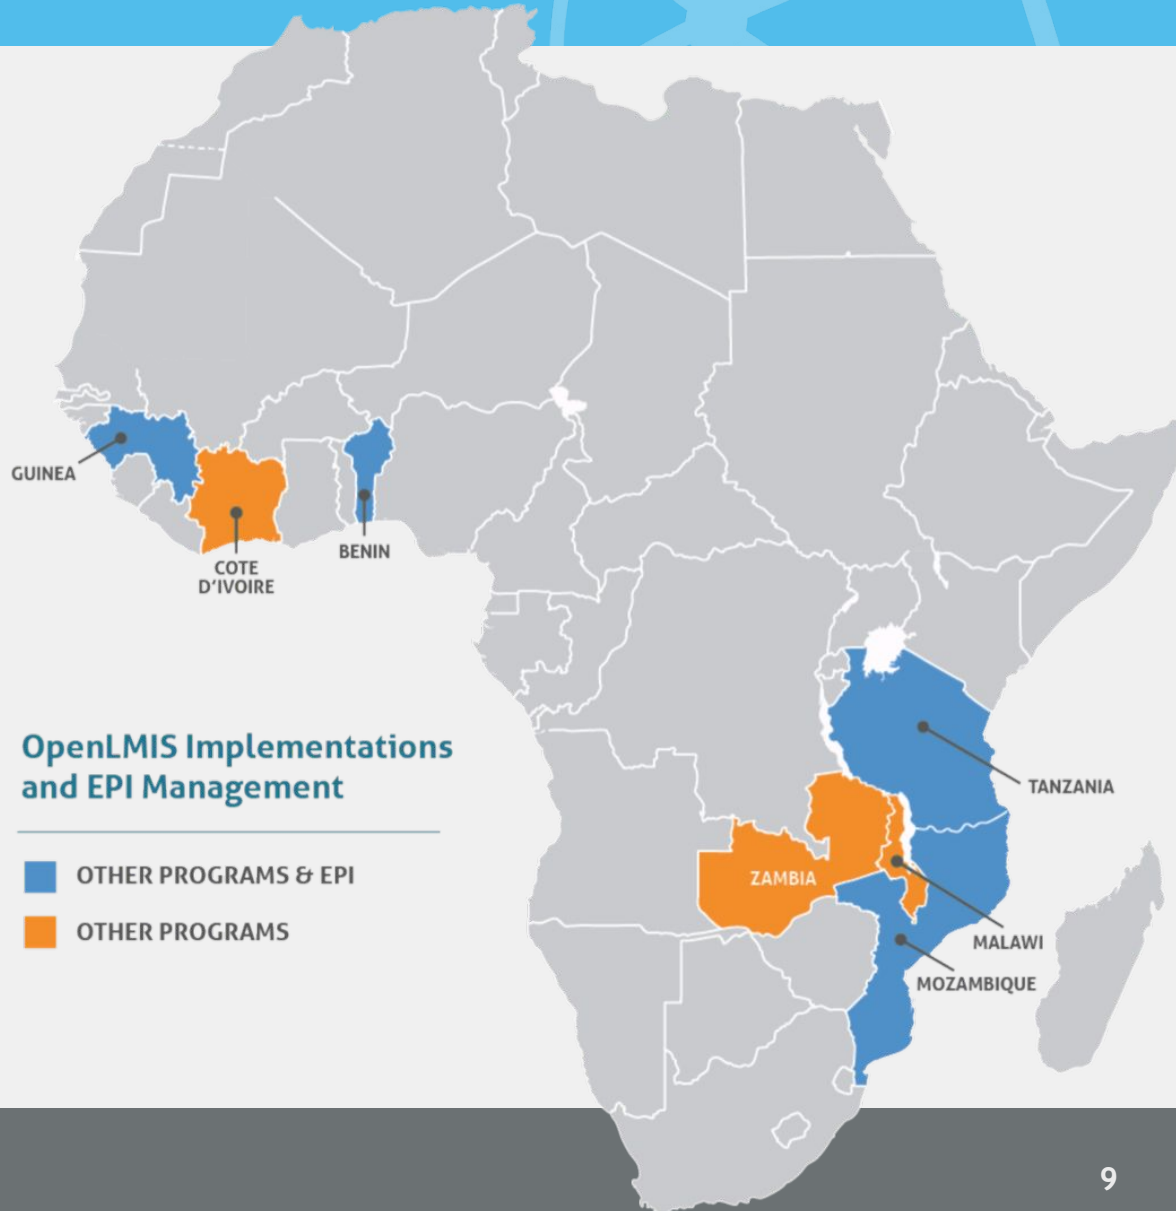 GUINEA
COTE
D'IVOIRE
BENIN
OpenLMIS Implementations
and EPI Management
OTHER PROGRAMS & EPI
OTHER PROGRAMS
TANZANIA
ZAMBIA
MALAWI
MOZAMBIQUE
9